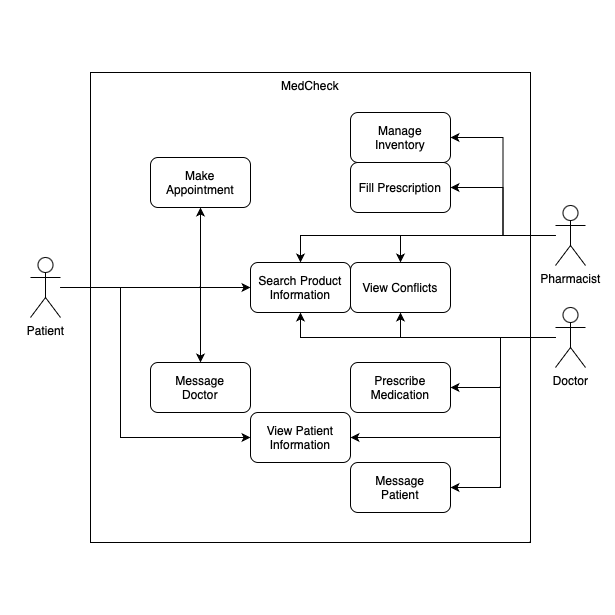 MedCheck
Manage
Inventory
Make
Appointment
Fill Prescription
Search Product
Information
View Conflicts
Pharmacist
Patient
Message
Doctor
Prescribe
Medication
Doctor
View Patient
Information
Message
Patient